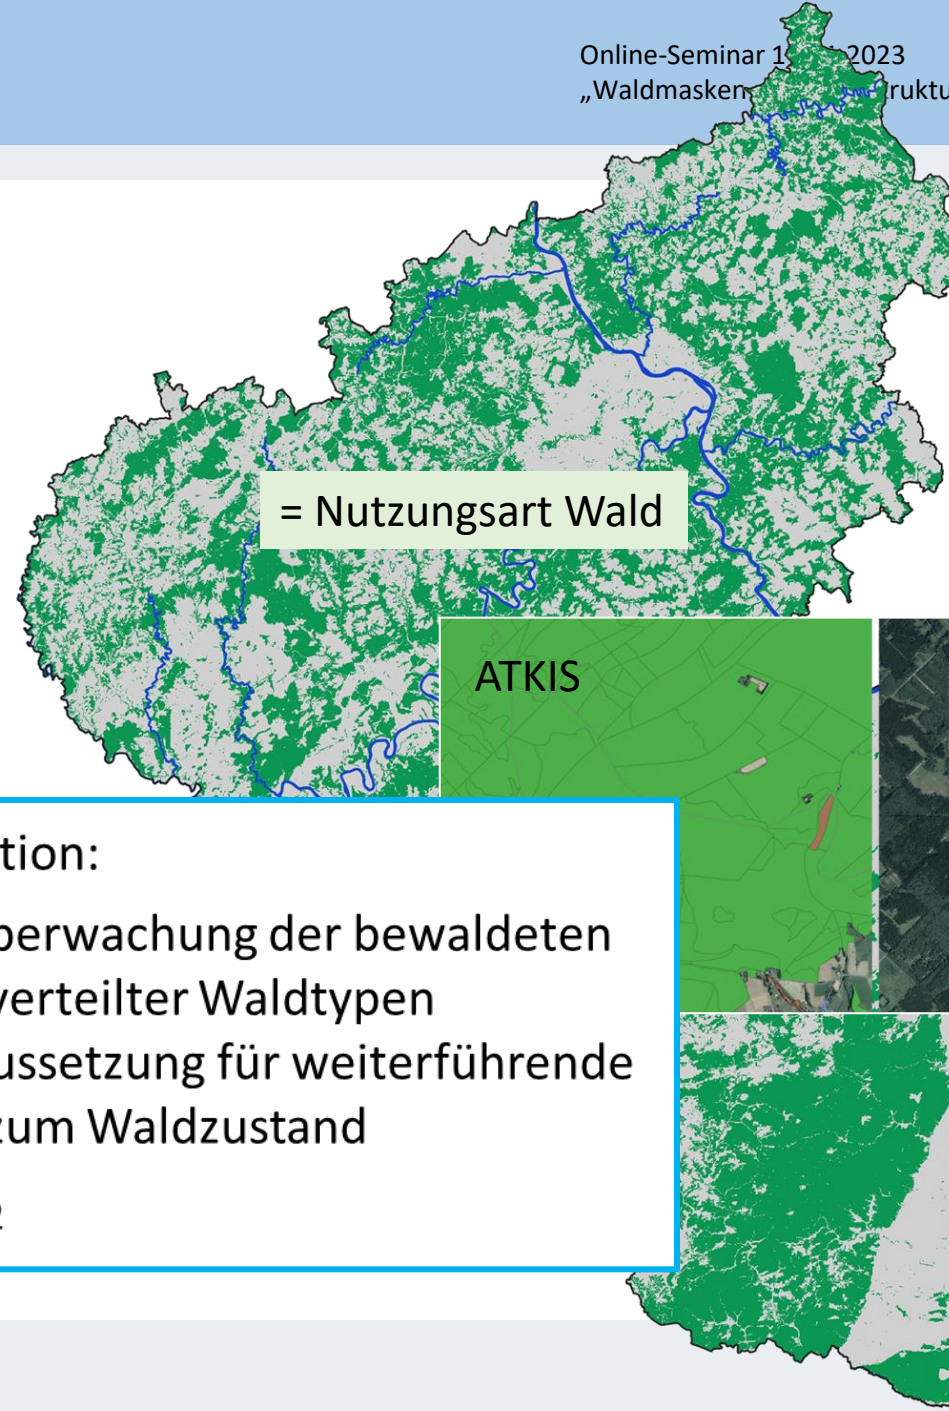 Online-Seminar 1 2023
„Waldmasken
= Nutzungsart Wald
ATKIS
tion:
berwachung der bewaldeten
verteilter Waldtypen
ussetzung für weiterführende
zum Waldzustand